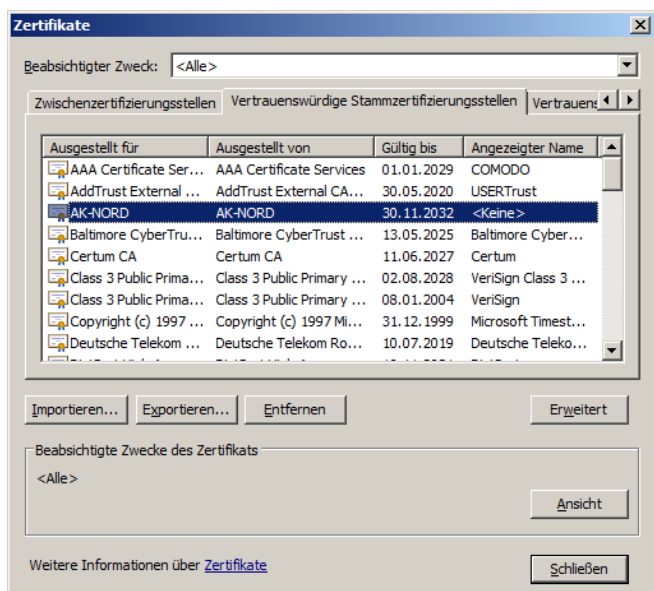 Zertifikate
Beabsichtigter Zweck: <Alle>
Zwischenzertifizierungsstellen Vertrauenswürdige Stammzertifizierungsstellen Vertrauens
Ausgestellt für Ausgestellt von Gültig bis Angezeigter Name
AAA Certificate Ser... AAA Certificate Services 01.01.2029 COMODO
AddTrust External ... AddTrust External CA... 30.05.2020 USERTrust
AK-NORD AK-NORD 30.11.2032 <Keine>
Baltimore CyberTru... Baltimore CyberTrust ... 13.05.2025 Baltimore Cyber...
Certum CA Certum CA 11.06.2027 Certum
Class 3 Public Prima... Class 3 Public Primary ... 02.08.2028 VeriSign Class 3 ...
Class 3 Public Prima... Class 3 Public Primary ... 08.01.2004 VeriSign
Copyright (c) 1997 ... Copyright (c) 1997 Mi... 31.12.1999 Microsoft Timest...
Deutsche Telekom ... Deutsche Telekom Ro... 10.07.2019 Deutsche Teleko...
Importieren... Exportieren... Entfernen Erweitert
Beabsichtigte Zwecke des Zertifikats
<Alle>
Ansicht
Weitere Informationen über Zertifikate
Schließen